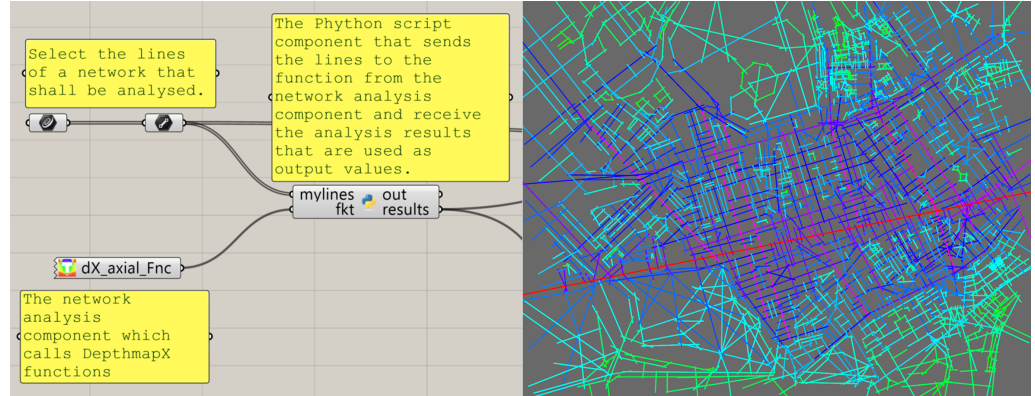 Select the lines
of a network that
shall be analysed.
The Phython script
component that sends
the lines to the
function from the
network analysis
component and receive
the analysis results
that are used as
output values.
mylines out
fkt results
dX_axial_Fnc
The network
analysis
component which
calls DepthmapX
functions